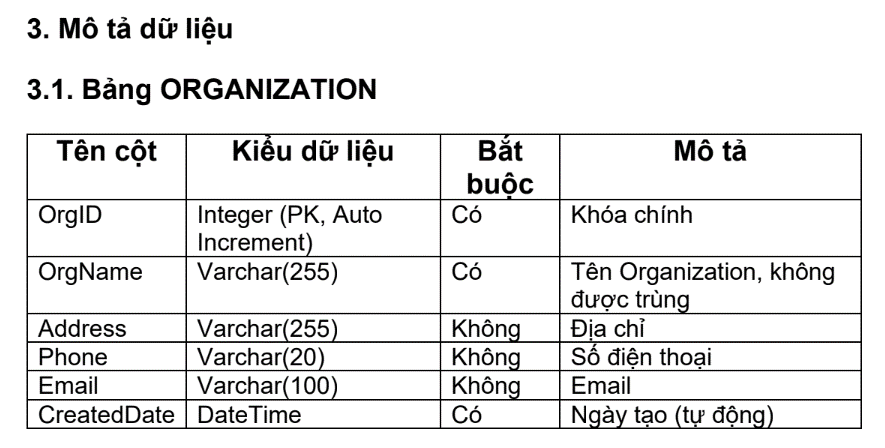 3. Mô tả dữ liệu
3.1. Bảng ORGANIZATION
Tên cột Kiểu dữ liệu Bắt buộc Mô tả
OrgID Integer (PK, Auto Increment) Có Khóa chính
OrgName Varchar(255) Có Tên Organization, không được trùng
Address Varchar(255) Không Địa chỉ
Phone Varchar(20) Không Số điện thoại
Email Varchar(100) Không Email
CreatedDate DateTime Có Ngày tạo (tự động)